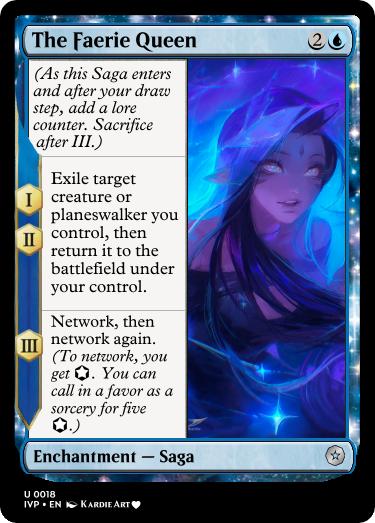 The Faerie Queen 2
(As this Saga enters
and after your draw
step, add a lore
counter. Sacrifice
after III.)
I
II
Exile target
creature or
planeswalker you
control, then
return it to the
battlefield under
your control.
III
Network, then
network again.
(To network, you
get . You can
call in a favor as a
sorcery for five
.)
Enchantment — Saga
U 0018
IVP • EN KardieArt